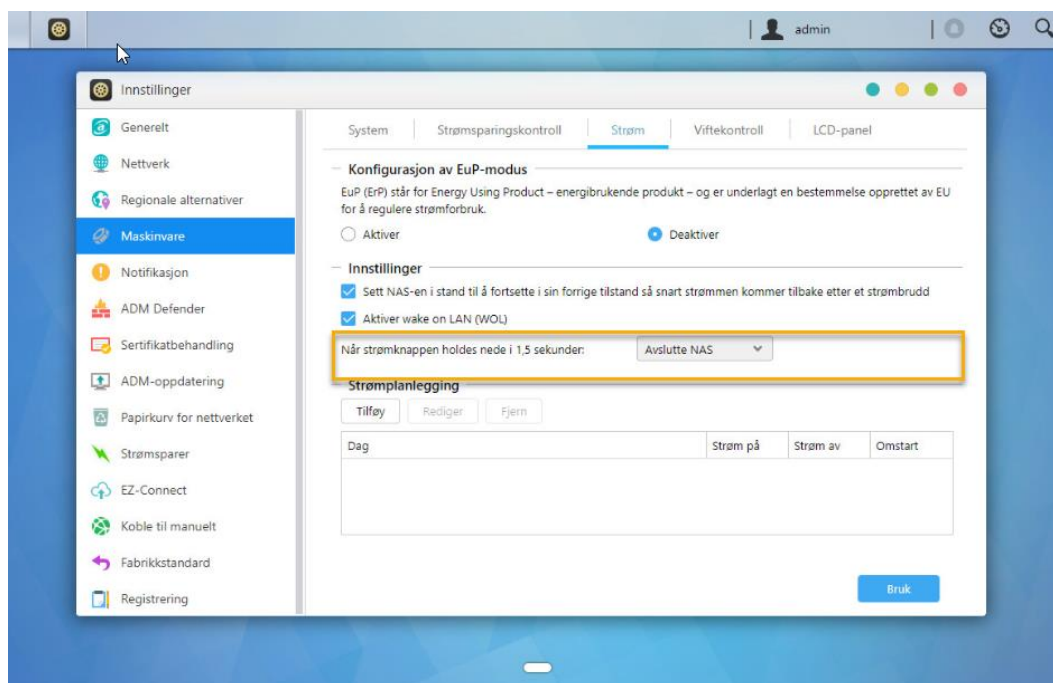 admin
Innstillinger
Generelt
Nettverk
Regionale alternativer
Maskinvare
Notifikasjon
ADM Defender
Sertifikatbehandling
ADM-oppdatering
Papirkurv for nettverket
Strømsparer
EZ-Connect
Koble til manuelt
Fabrikkstandard
Registrering
System Strømsparingskontroll Strøm Viftekontroll LCD-panel
Konfigurasjon av EuP-modus
EuP (ErP) står for Energy Using Product – energibrukende produkt – og er underlagt en bestemmelse opprettet av EU
for å regulere strømforbruk.
Aktiver Deaktiver
Innstillinger
Sett NAS-en i stand til å fortsette i sin forrige tilstand så snart strømmen kommer tilbake etter et strømbrudd
Aktiver wake on LAN (WOL)
Når strømknappen holdes nede i 1,5 sekunder: Avslutte NAS
Strømplanlegging
Tilføy Rediger Fjern
Dag Strøm på Strøm av Omstart
Bruk